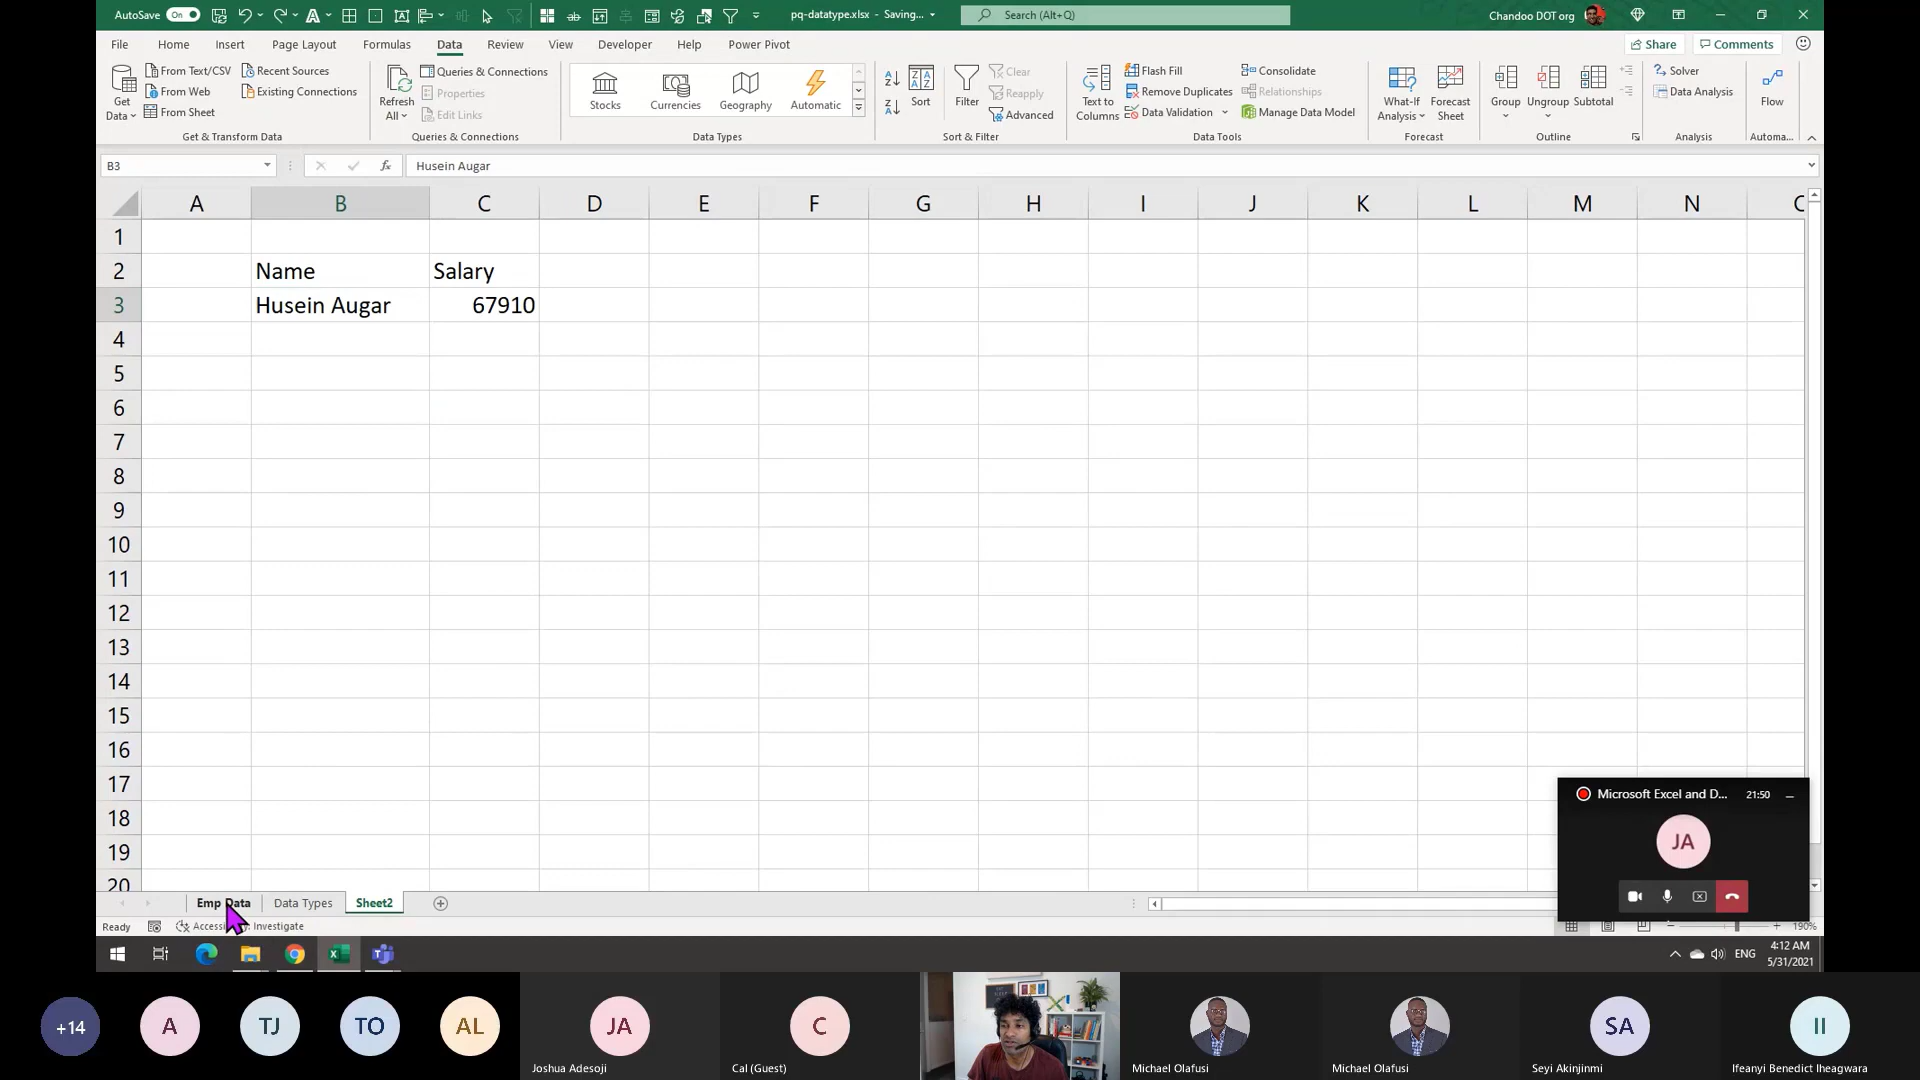 AutoSave On pq-datatype.xlsx - Saving... Search (Alt+Q) Chandoo DOT org
File Home Insert Page Layout Formulas Data Review View Developer Help Power Pivot Share Comments
Get Data
From Text/CSV
From Web
From Sheet
Recent Sources
Existing Connections
Get & Transform Data
Refresh All
Queries & Connections
Properties
Edit Links
Queries & Connections
Stocks Currencies Geography Automatic
Data Types
Sort
Filter
Clear
Reapply
Advanced
Sort & Filter
Text to Columns
Flash Fill
Remove Duplicates
Data Validation
Consolidate
Relationships
Manage Data Model
Data Tools
What-If Analysis
Forecast Sheet
Forecast
Group Ungroup Subtotal
Outline
Solver
Data Analysis
Analysis
Flow
Automa...
B3 fx Husein Augar
A B C D E F G H I J K L M N
1
2 Name Salary
3 Husein Augar 67910
4
5
6
7
8
9
10
11
12
13
14
15
16
17
18
19
20
Microsoft Excel and D... 21:50
JA
Emp Data Data Types Sheet2
Ready Investigate 190%
ENG
4:12 AM
5/31/2021
+14 A TJ TO AL JA C SA II
Joshua Adesoji Cal (Guest) Michael Olafusi Michael Olafusi Seyi Akinjinmi Ifeanyi Benedict Iheagwara